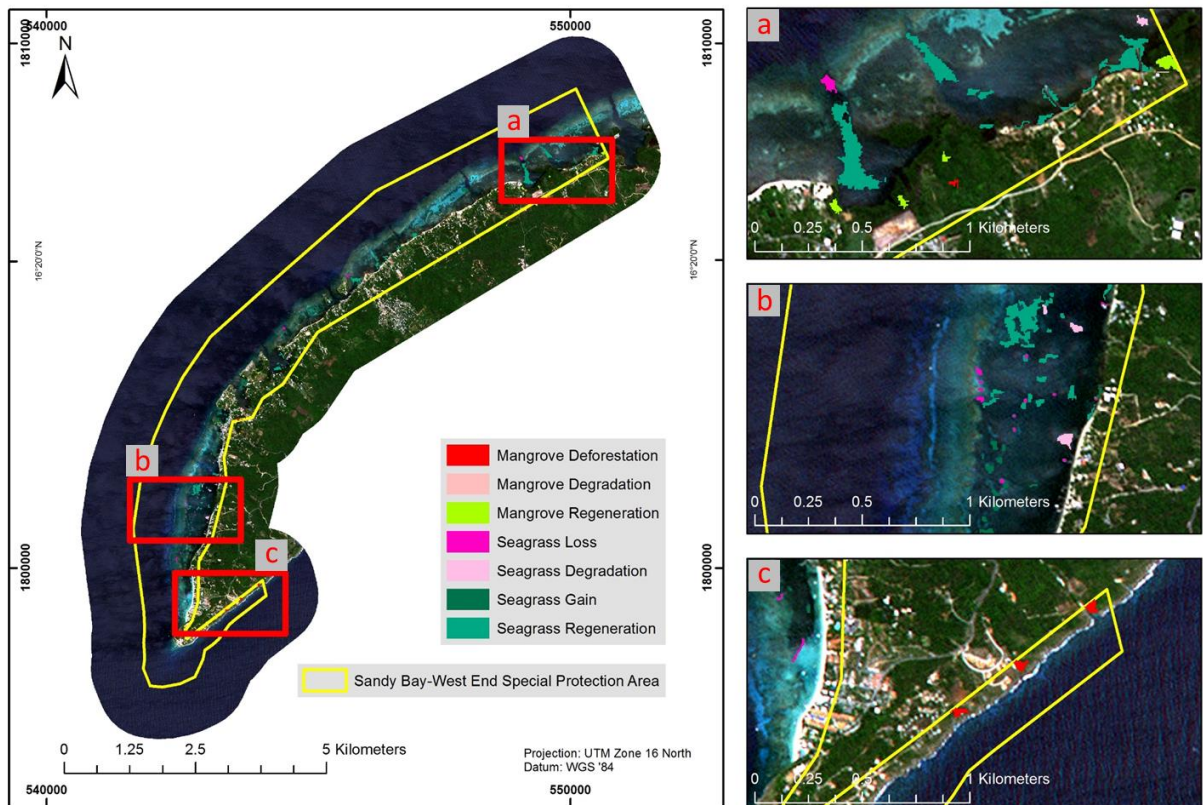 540000
550000
1810000
1810000
N
16°20'0"N
16°20'0"N
a
b
c
Mangrove Deforestation
Mangrove Degradation
Mangrove Regeneration
Seagrass Loss
Seagrass Degradation
Seagrass Gain
Seagrass Regeneration
Sandy Bay-West End Special Protection Area
1800000
1800000
0 1.25 2.5 5 Kilometers
Projection: UTM Zone 16 North
Datum: WGS '84
540000
550000
a
0 0.25 0.5 1 Kilometers
b
0 0.25 0.5 1 Kilometers
c
0 0.25 0.5 1 Kilometers